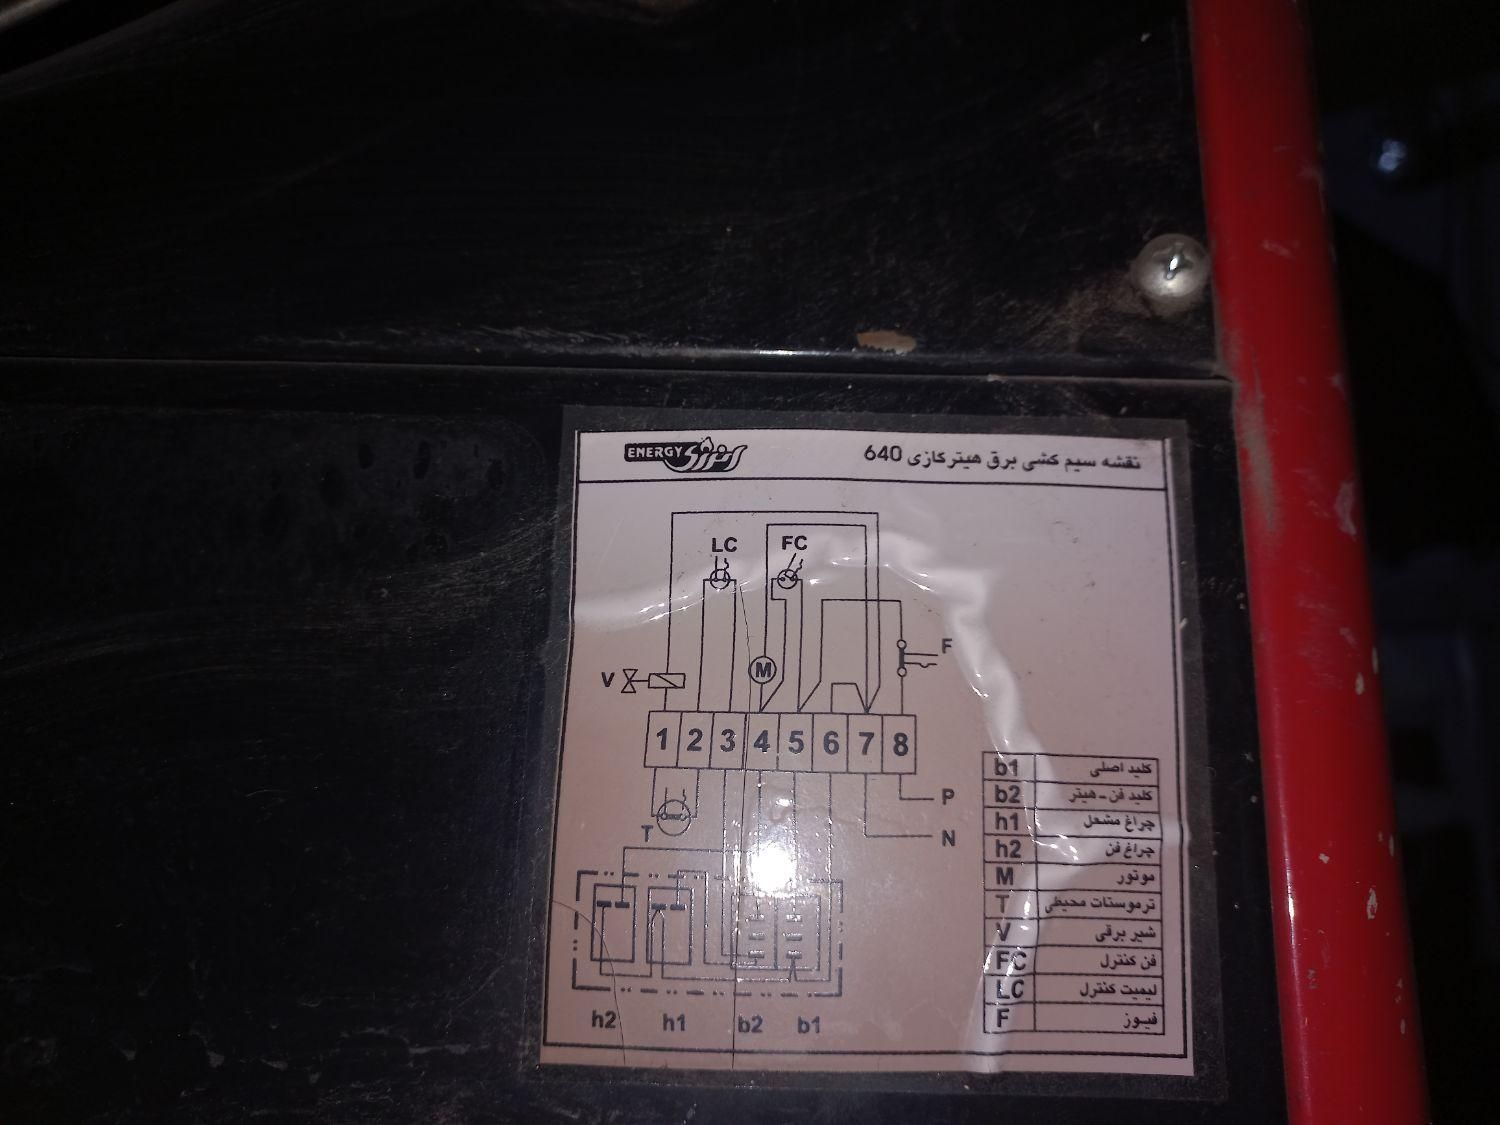 ENERGY انرژی
نقشه سیم کشی برق هیترگازی 640
LC
FC
F
V
M
1 2 3 4 5 6 7 8
P
T
N
h2 h1 b2 b1
b1 کلید اصلی
b2 کلید فن - هیتر
h1 چراغ مشعل
h2 چراغ فن
M موتور
T ترموستات محیطی
V شیر برقی
FC فن کنترل
LC لیمیت کنترل
F فیوز